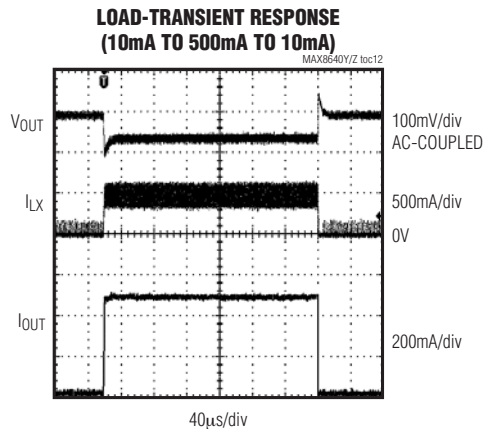 LOAD-TRANSIENT RESPONSE
(10mA TO 500mA TO 10mA)
MAX8640Y/Z toc12
T
VOUT
100mV/div
AC-COUPLED
ILX
500mA/div
0V
IOUT
200mA/div
40μs/div